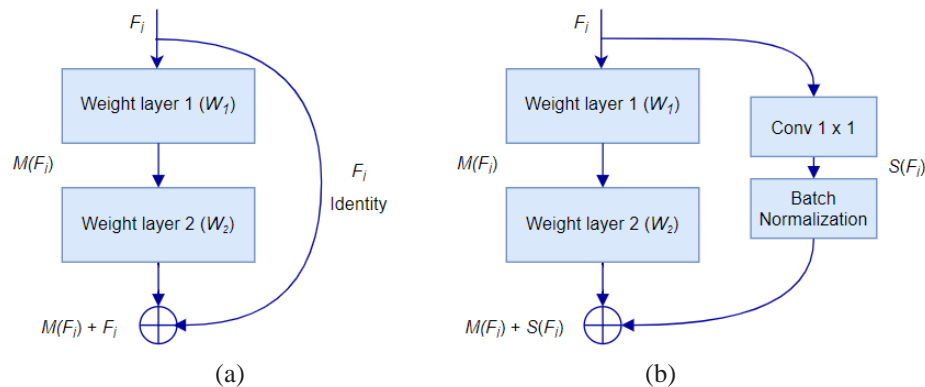 F_i
Weight layer 1 (W_1)
M(F_i)
F_i
Identity
Weight layer 2 (W_2)
M(F_i) + F_i
(a)
F_i
Weight layer 1 (W_1)
Conv 1 x 1
M(F_i)
S(F_i)
Batch
Normalization
Weight layer 2 (W_2)
M(F_i) + S(F_i)
(b)